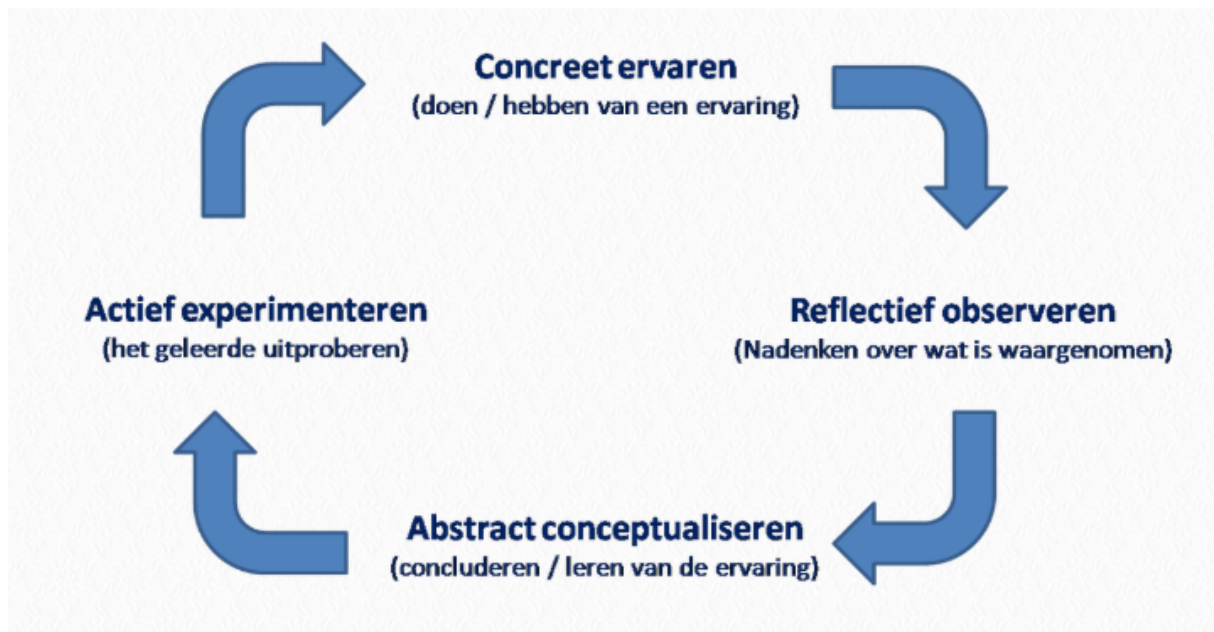 Concreet ervaren
(doen / hebben van een ervaring)
Actief experimenteren
(het geleerde uitproberen)
Reflectief observeren
(Nadenken over wat is waargenomen)
Abstract conceptualiseren
(concluderen / leren van de ervaring)